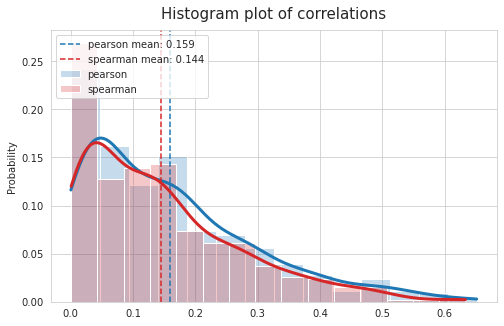 Histogram plot of correlations
pearson mean: 0.159
spearman mean: 0.144
pearson
spearman
Probability
0.25
0.20
0.15
0.10
0.05
0.00
0.0 0.1 0.2 0.3 0.4 0.5 0.6